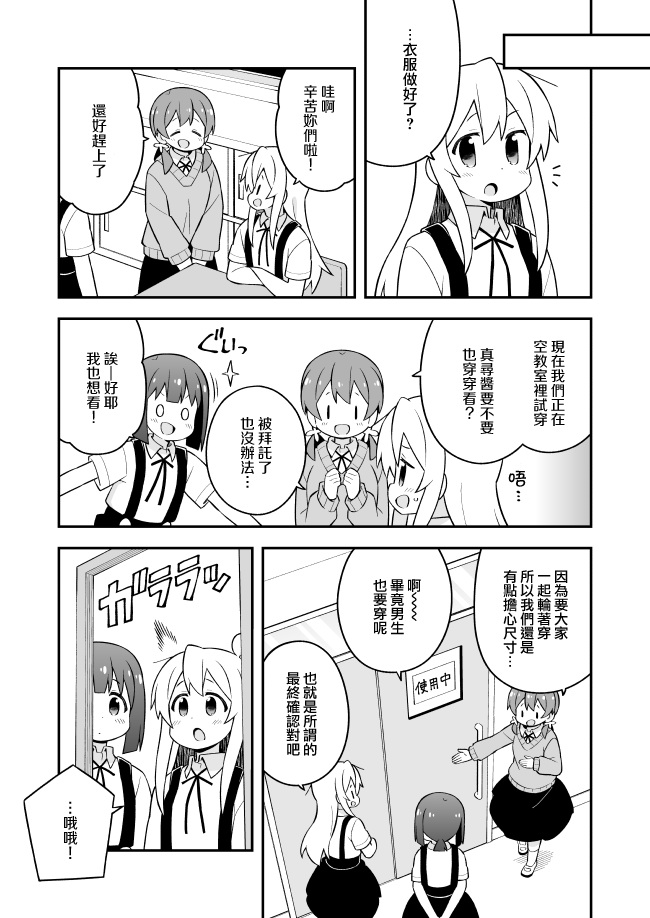 …衣服做好了？
哇啊
辛苦妳們啦！
還好趕上了
現在我們正在
空教室裡試穿
真尋醬要不要
也穿穿看？
唔…
被拜託了
也沒辦法…
ぐいっ
誒—好耶
我也想看！
因為要大家
一起輪著穿
所以我們還是
有點擔心尺寸…
啊~~~
畢竟男生
也要穿呢
使用中
也就是所謂的
最終確認對吧
ガララッ
…哦哦！